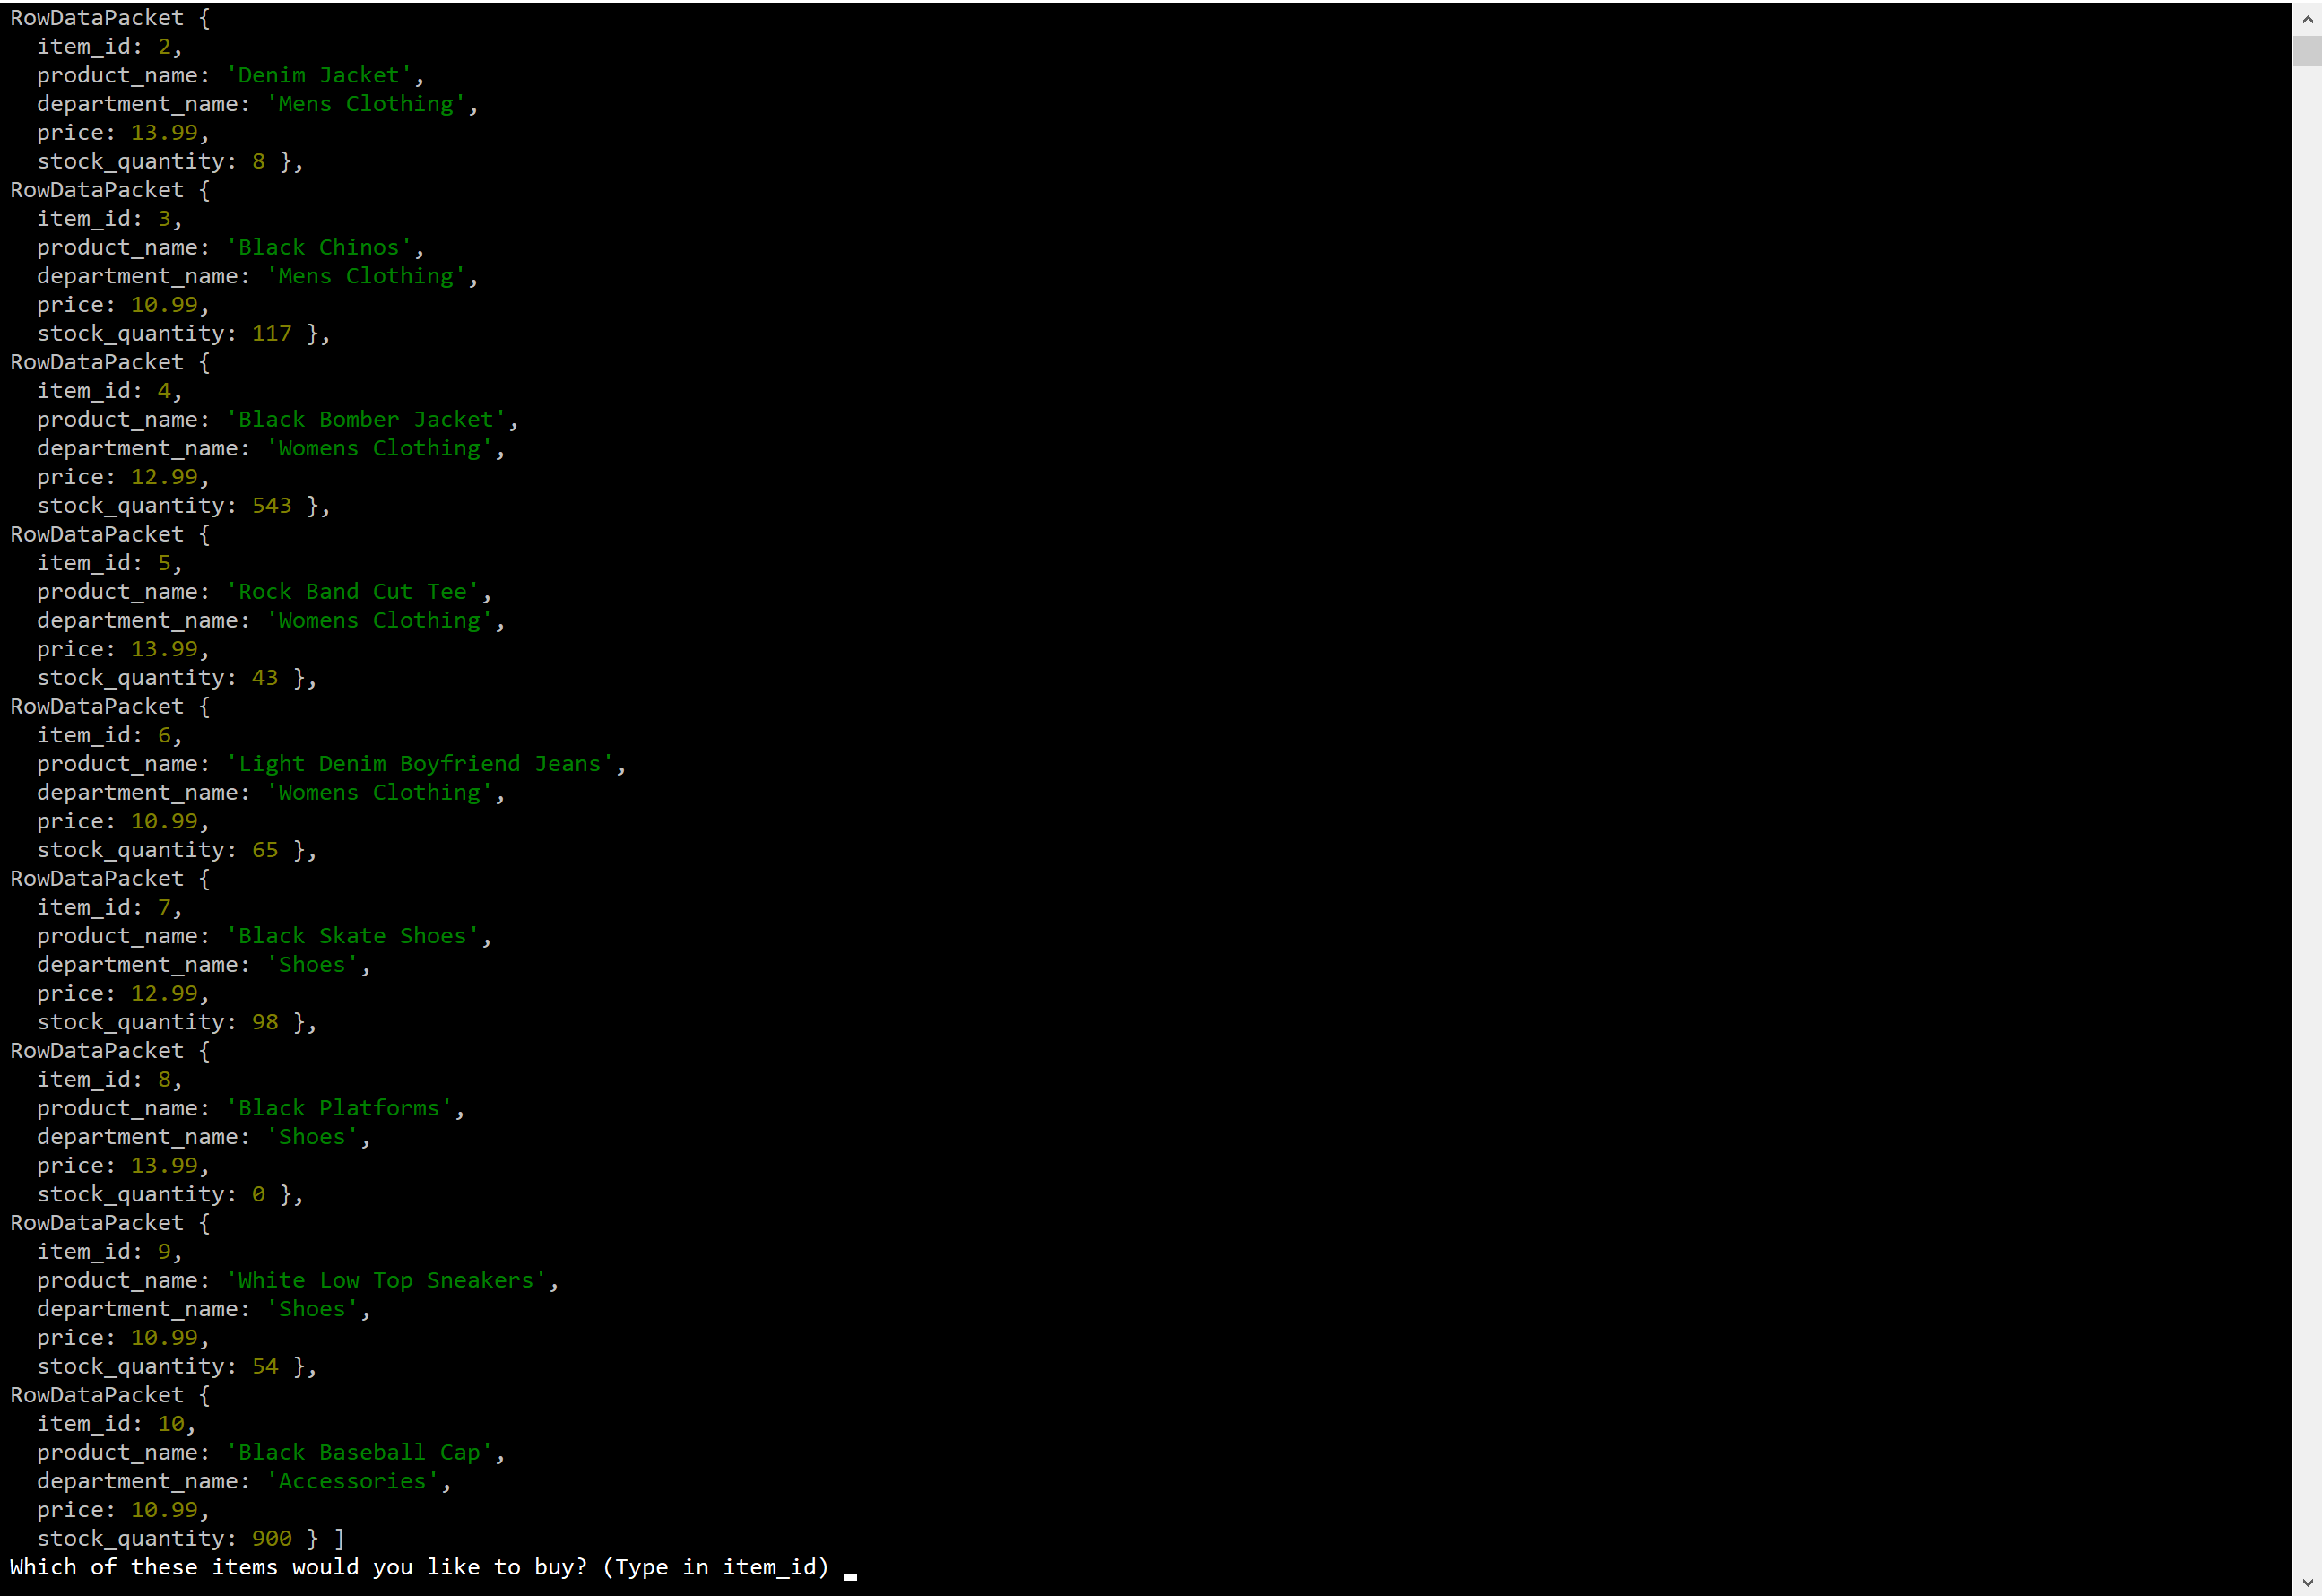 RowDataPacket {
  item_id: 2,
  product_name: 'Denim Jacket',
  department_name: 'Mens Clothing',
  price: 13.99,
  stock_quantity: 8 },
RowDataPacket {
  item_id: 3,
  product_name: 'Black Chinos',
  department_name: 'Mens Clothing',
  price: 10.99,
  stock_quantity: 117 },
RowDataPacket {
  item_id: 4,
  product_name: 'Black Bomber Jacket',
  department_name: 'Womens Clothing',
  price: 12.99,
  stock_quantity: 543 },
RowDataPacket {
  item_id: 5,
  product_name: 'Rock Band Cut Tee',
  department_name: 'Womens Clothing',
  price: 13.99,
  stock_quantity: 43 },
RowDataPacket {
  item_id: 6,
  product_name: 'Light Denim Boyfriend Jeans',
  department_name: 'Womens Clothing',
  price: 10.99,
  stock_quantity: 65 },
RowDataPacket {
  item_id: 7,
  product_name: 'Black Skate Shoes',
  department_name: 'Shoes',
  price: 12.99,
  stock_quantity: 98 },
RowDataPacket {
  item_id: 8,
  product_name: 'Black Platforms',
  department_name: 'Shoes',
  price: 13.99,
  stock_quantity: 0 },
RowDataPacket {
  item_id: 9,
  product_name: 'White Low Top Sneakers',
  department_name: 'Shoes',
  price: 10.99,
  stock_quantity: 54 },
RowDataPacket {
  item_id: 10,
  product_name: 'Black Baseball Cap',
  department_name: 'Accessories',
  price: 10.99,
  stock_quantity: 900 } ]
Which of these items would you like to buy? (Type in item_id)